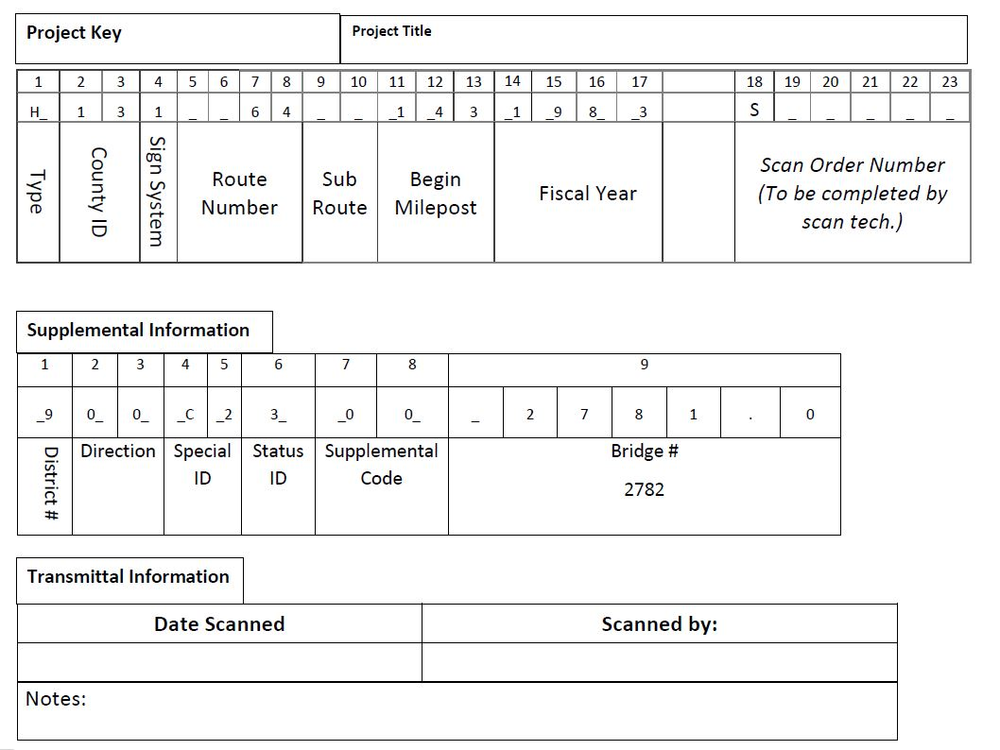 Project Key
Project Title
1 2 3 4 5 6 7 8 9 10 11 12 13 14 15 16 17 18 19 20 21 22 23
H_ 1 3 1 _ _ 6 4 _ _ _1 _4 3 _1 _9 8_ _3 S _ _ _ _ _
Type
County ID
Sign System
Route
Number
Sub
Route
Begin
Milepost
Fiscal Year
Scan Order Number
(To be completed by
scan tech.)
Supplemental Information
1 2 3 4 5 6 7 8 9
_9 0_ 0_ _C _2 3_ _0 0_ _ 2 7 8 1 . 0
District #
Direction
Special
ID
Status
ID
Supplemental
Code
Bridge #
2782
Transmittal Information
Date Scanned
Scanned by:
Notes: